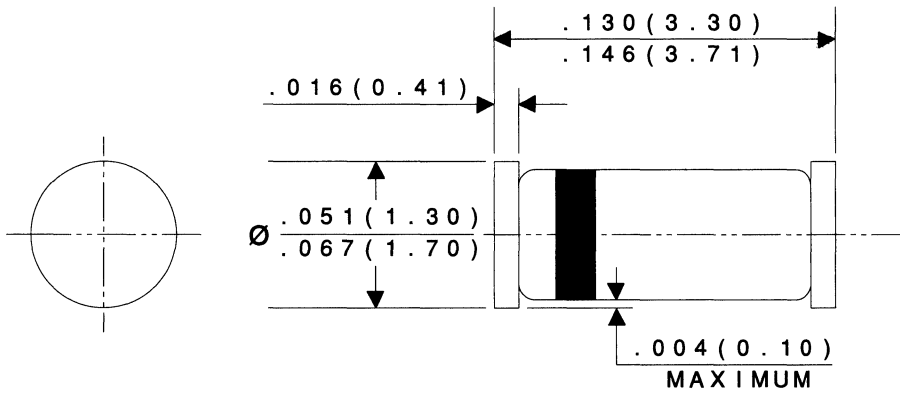 .130(3.30)
.146(3.71)
.016(0.41)
Ø .051(1.30)
.067(1.70)
.004(0.10)
MAXIMUM